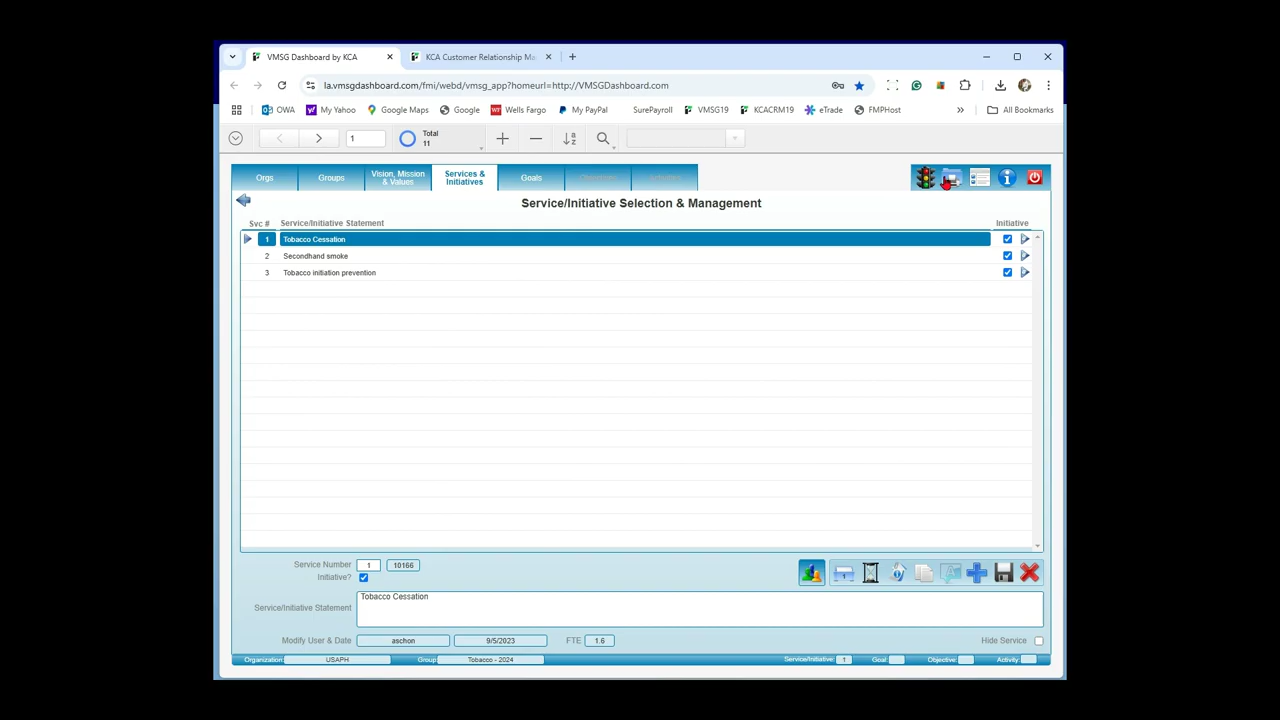 VMSG Dashboard by KCA
KCA Customer Relationship Ma
la.vmsgdashboard.com/fmi/webd/vmsg_app?homeurl=http://VMSGDashboard.com
OWA My Yahoo Google Maps Google Wells Fargo My PayPal SurePayroll VMSG19 KCACRM19 eTrade FMPHost » All Bookmarks
1 Total
11
Orgs Groups Vision, Mission & Values Services & Initiatives Goals
Service/Initiative Selection & Management
Svc # Service/Initiative Statement Initiative
1 Tobacco Cessation
2 Secondhand smoke
3 Tobacco initiation prevention
Service Number 1 10166
Initiative?
Service/Initiative Statement Tobacco Cessation
Modify User & Date aschon 9/5/2023 FTE 1.6 Hide Service
Organization: USAPH Group: Tobacco - 2024 Service/Initiative: 1 Goal: Objective: Activity: